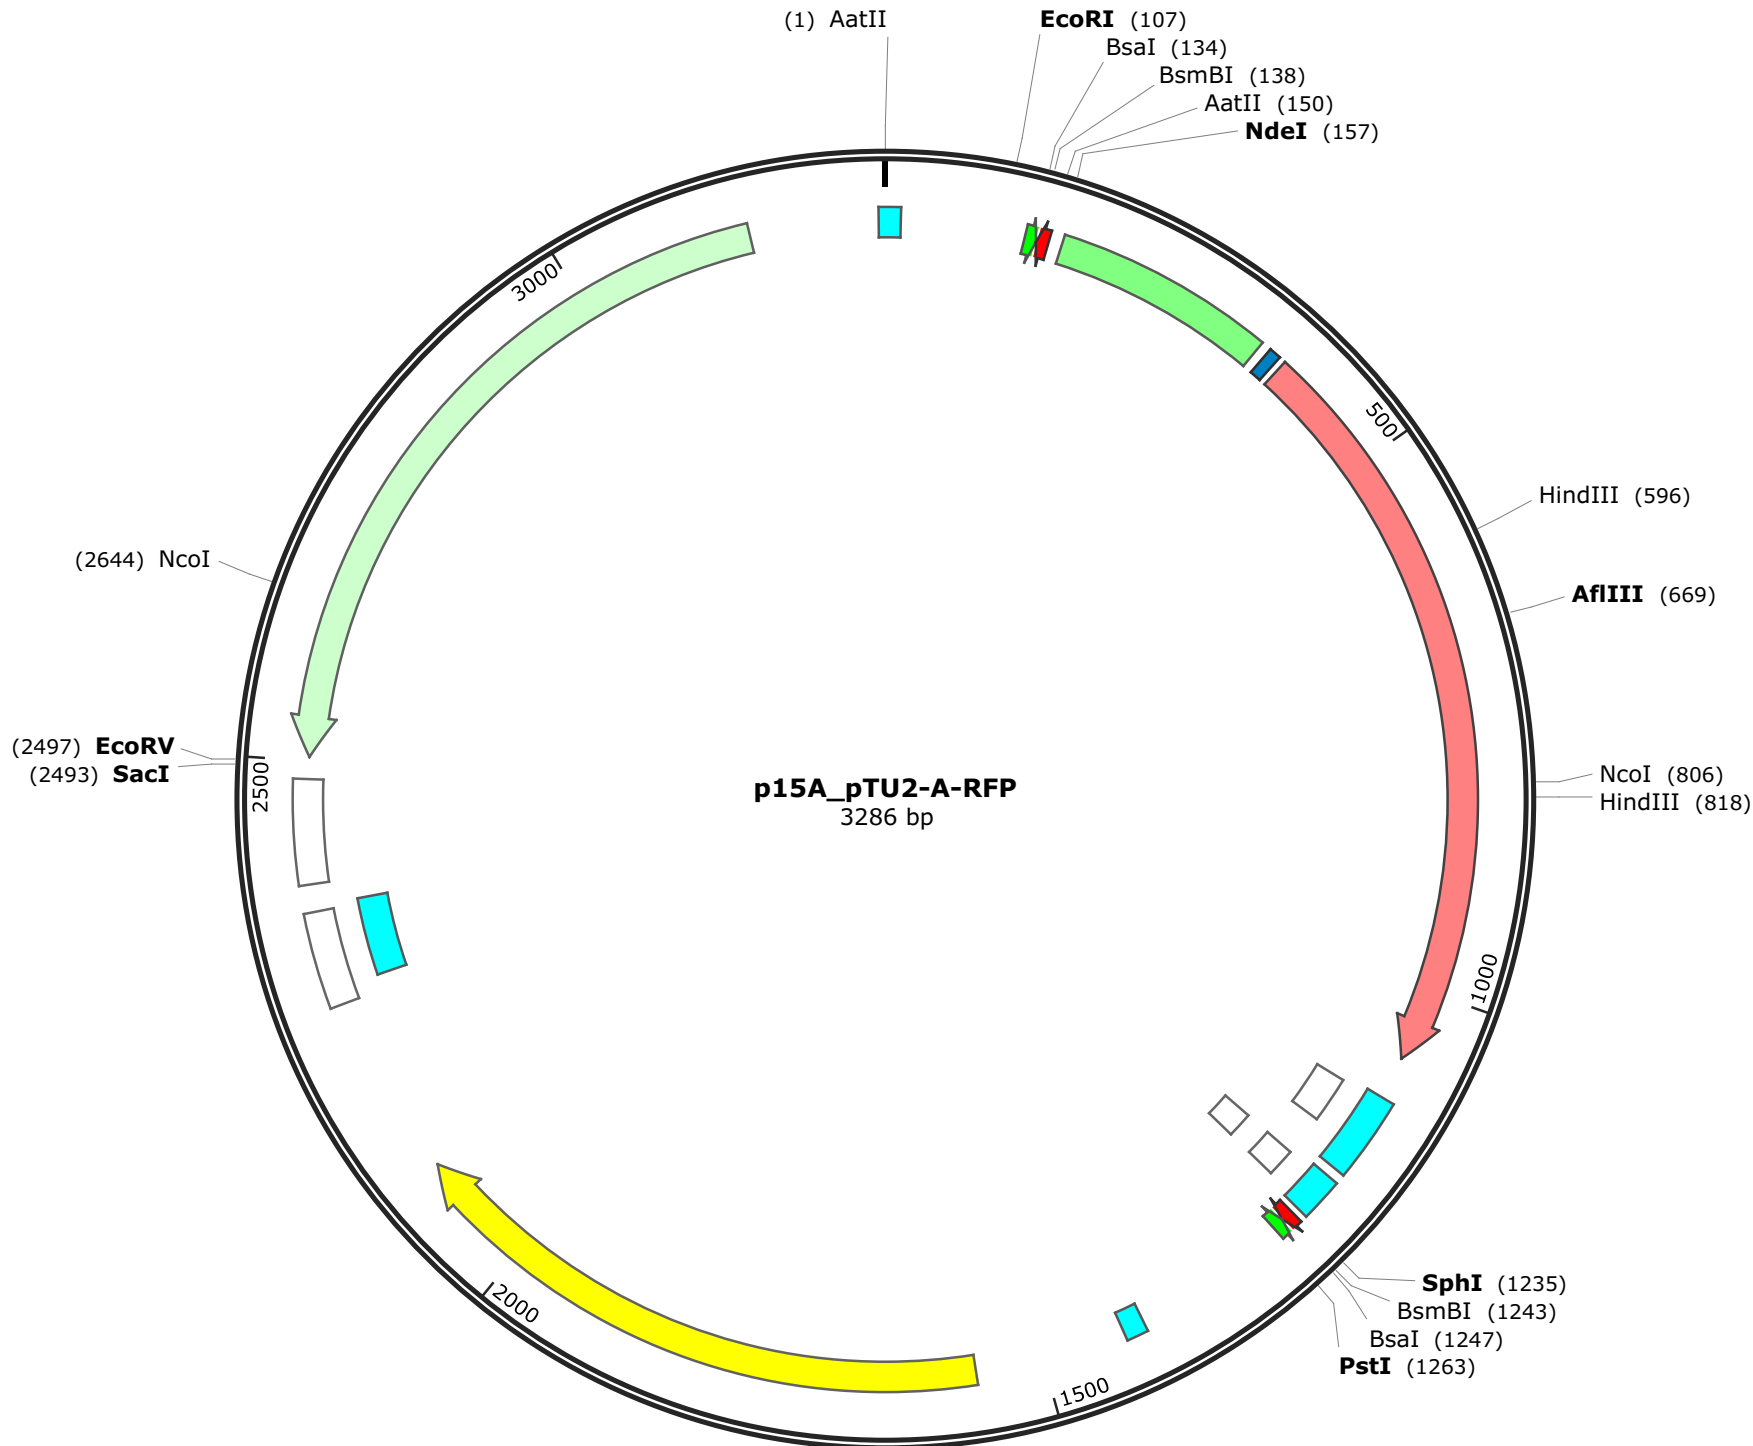 (1) AatII
EcoRI (107)
BsaI (134)
BsmBI (138)
AatII (150)
NdeI (157)
3000
500
HindIII (596)
(2644) NcoI
AflIII (669)
(2497) EcoRV
(2493) SacI
2500
p15A_pTU2-A-RFP
3286 bp
NcoI (806)
HindIII (818)
1000
SphI (1235)
BsmBI (1243)
BsaI (1247)
PstI (1263)
2000
1500